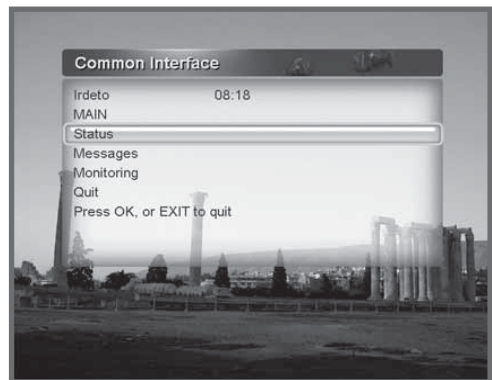 Common Interface
Irdeto 08:18
MAIN
Status
Messages
Monitoring
Quit
Press OK, or EXIT to quit